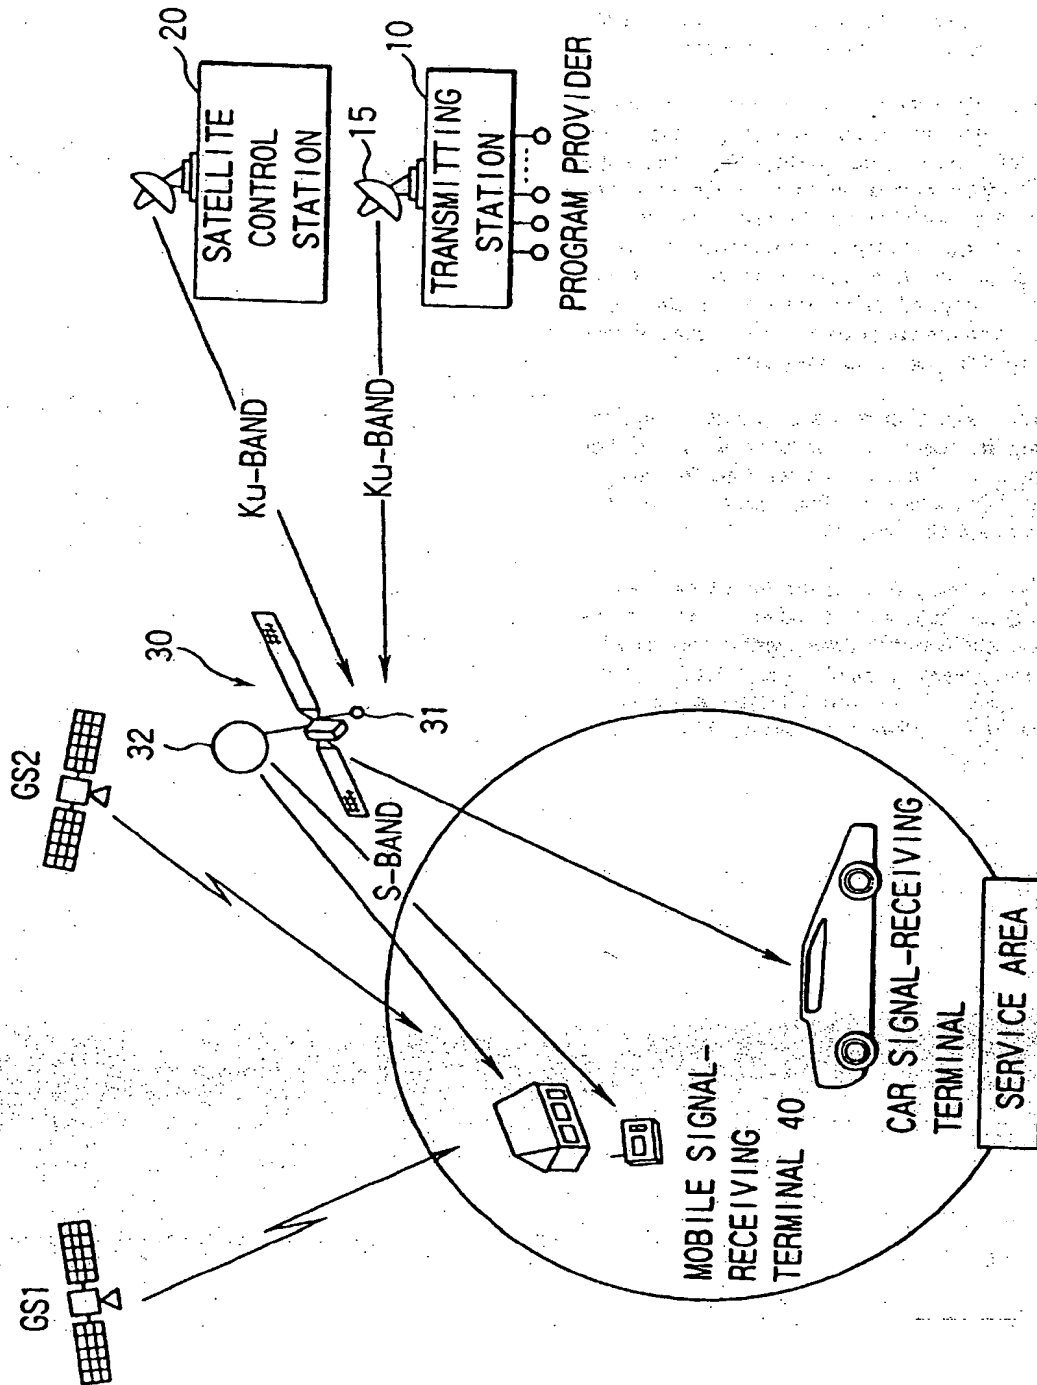 GS1
GS2
30
32
31
S-BAND
Ku-BAND
Ku-BAND
20
SATELLITE
CONTROL
STATION
15
10
TRANSMITTING
STATION
PROGRAM PROVIDER
MOBILE SIGNAL-
RECEIVING
TERMINAL 40
CAR SIGNAL-RECEIVING
TERMINAL
SERVICE AREA